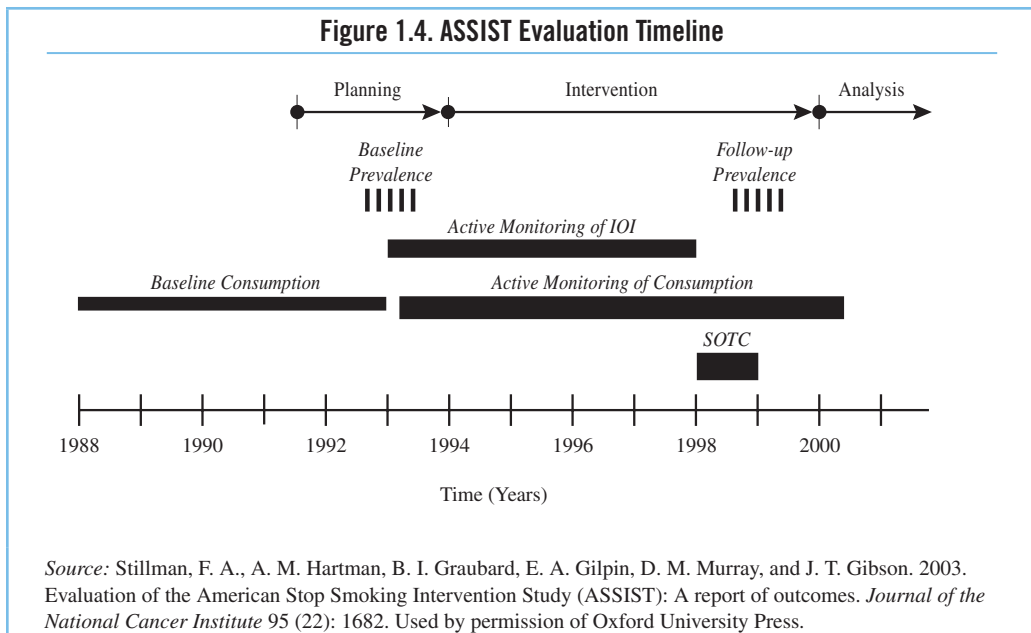 Figure 1.4. ASSIST Evaluation Timeline
Planning Intervention Analysis
Baseline Follow-up
Prevalence Prevalence
Active Monitoring of IOI
Baseline Consumption Active Monitoring of Consumption
SOTC
1988 1990 1992 1994 1996 1998 2000
Time (Years)
Source: Stillman, F. A., A. M. Hartman, B. I. Graubard, E. A. Gilpin, D. M. Murray, and J. T. Gibson. 2003.
Evaluation of the American Stop Smoking Intervention Study (ASSIST): A report of outcomes. Journal of the
National Cancer Institute 95 (22): 1682. Used by permission of Oxford University Press.